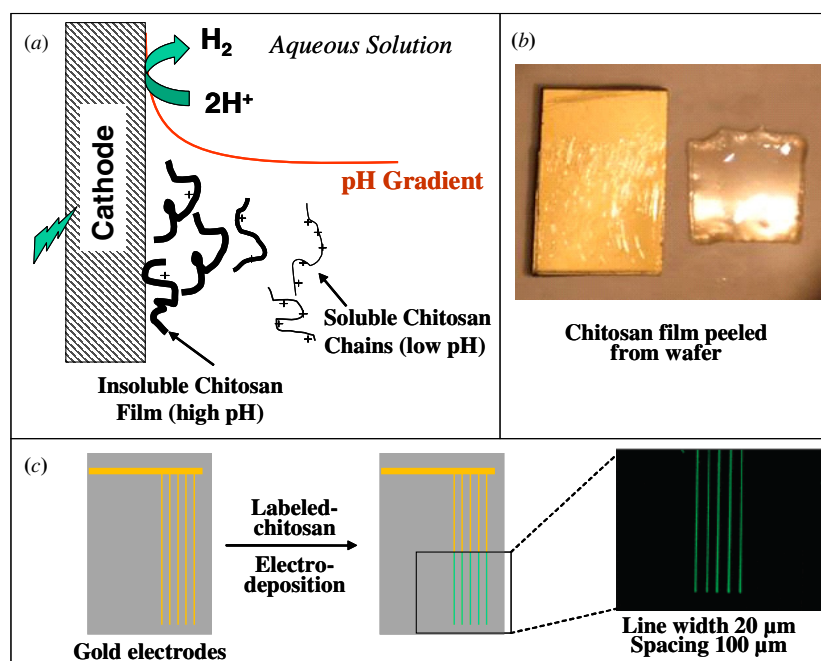 (a)
H2
Aqueous Solution
2H+
pH Gradient
Cathode
+
+
+
+
+
+
+
+
+
+
Soluble Chitosan
Chains (low pH)
Insoluble Chitosan
Film (high pH)
(b)
Chitosan film peeled
from wafer
(c)
Labeled-
chitosan
Electro-
deposition
Gold electrodes
Line width 20 μm
Spacing 100 μm